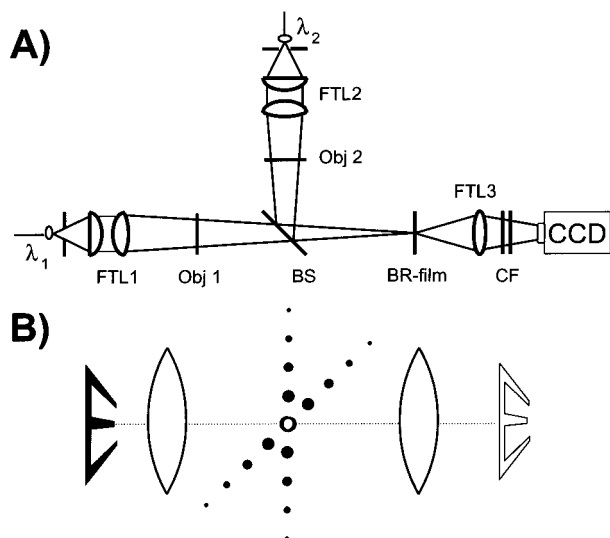 A)
λ2
FTL2
Obj 2
FTL3
CCD
λ1
FTL1
Obj 1
BS
BR-film
CF
B)